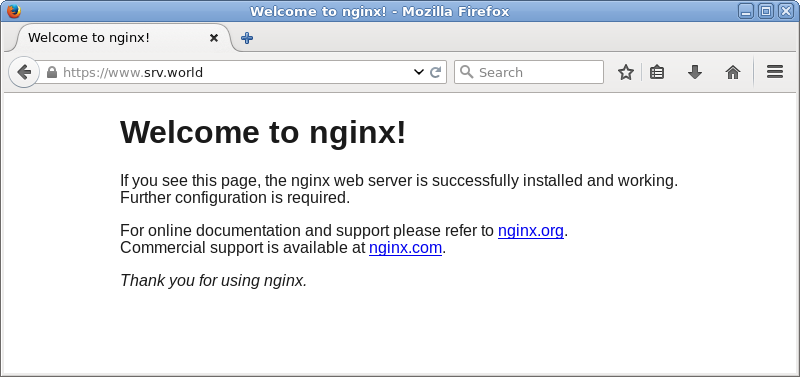 Welcome to nginx! - Mozilla Firefox
Welcome to nginx!
https://www.srv.world
Search
Welcome to nginx!
If you see this page, the nginx web server is successfully installed and working.
Further configuration is required.
For online documentation and support please refer to nginx.org.
Commercial support is available at nginx.com.
Thank you for using nginx.